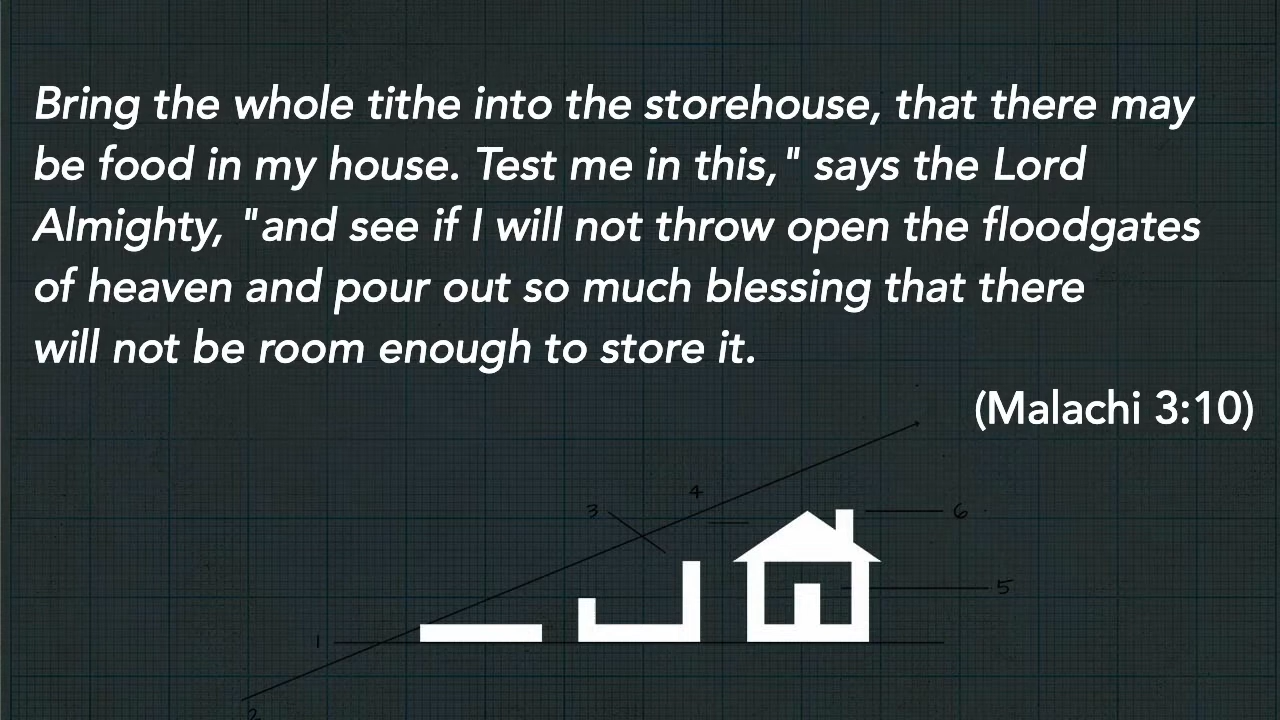 Bring the whole tithe into the storehouse, that there may
be food in my house. Test me in this," says the Lord
Almighty, "and see if I will not throw open the floodgates
of heaven and pour out so much blessing that there
will not be room enough to store it.
(Malachi 3:10)
4
3
6
5
1
2